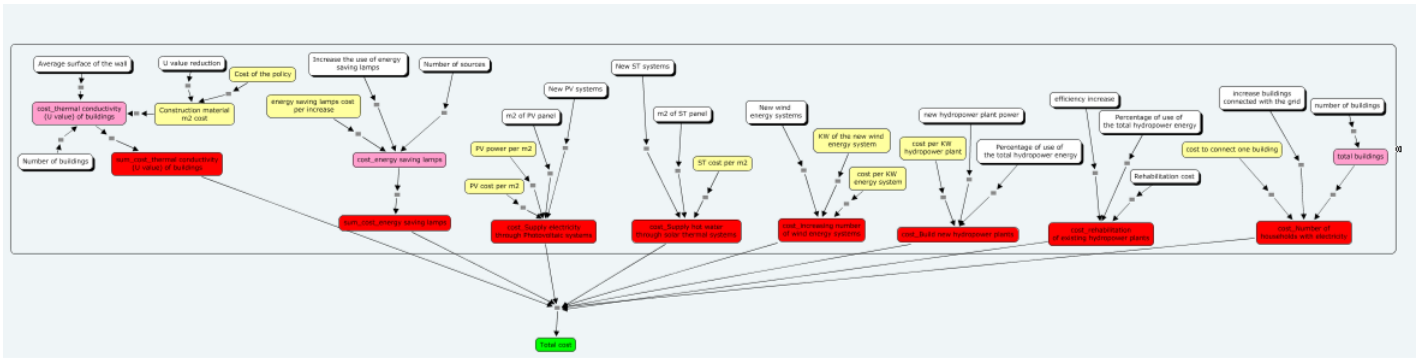 Average surface of the wall
U value reduction
Cost of the policy
cost_thermal conductivity
(U value) of buildings
Construction material
m2 cost
Number of buildings
sum_cost_thermal conductivity
(U value) of buildings
Increase the use of energy
saving lamps
Number of sources
energy saving lamps cost
per increase
cost_energy saving lamps
sum_cost_energy saving lamps
New PV systems
m2 of PV panel
PV power per m2
PV cost per m2
cost_Supply electricity
through Photovoltaic systems
New ST systems
m2 of ST panel
ST cost per m2
cost_Supply hot water
through solar thermal systems
New wind
energy systems
KW of the new wind
energy system
cost per KW
energy system
cost_Increasing number
of wind energy systems
new hydropower plant power
cost per KW
hydropower plant
Percentage of use of
the total hydropower energy
cost_Build new hydropower plants
efficiency increase
Percentage of use of
the total hydropower energy
Rehabilitation cost
cost_rehabilitation
of existing hydropower plants
increase buildings
connected with the grid
number of buildings
cost to connect one building
total buildings
cost_Number of
households with electricity
Total cost